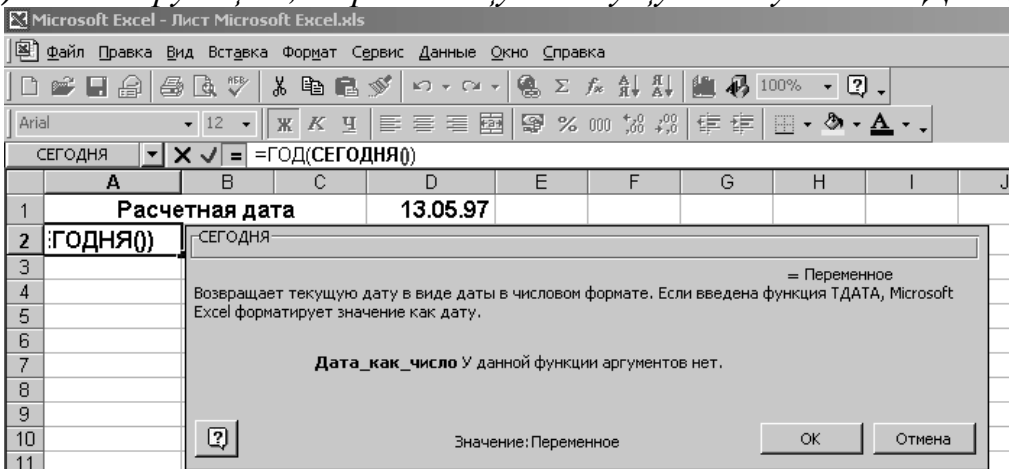 Microsoft Excel - Лист Microsoft Excel.xls
Файл Правка Вид Вставка Формат Сервис Данные Окно Справка
100%
Arial 12 Ж К Ч % 000
СЕГОДНЯ = =ГОД(СЕГОДНЯ())
A B C D E F G H I J
1 Расчетная дата 13.05.97
2 ГОДНЯ()) СЕГОДНЯ
3 = Переменное
4 Возвращает текущую дату в виде даты в числовом формате. Если введена функция ТДАТА, Microsoft
5 Excel форматирует значение как дату.
6
7 Дата_как_число У данной функции аргументов нет.
8
9
10 Значение:Переменное OK Отмена
11